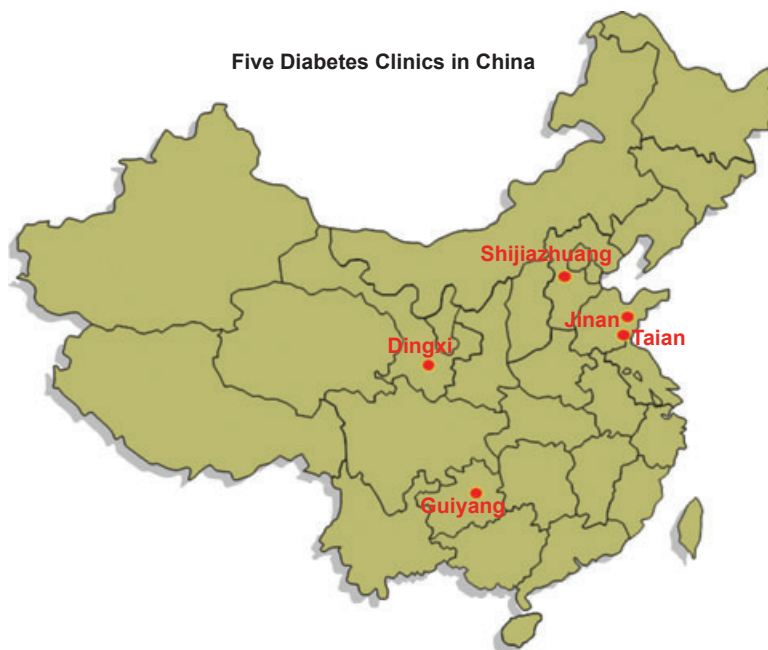 Five Diabetes Clinics in China
Shijiazhuang
Jinan
Taian
Dingxi
Guiyang